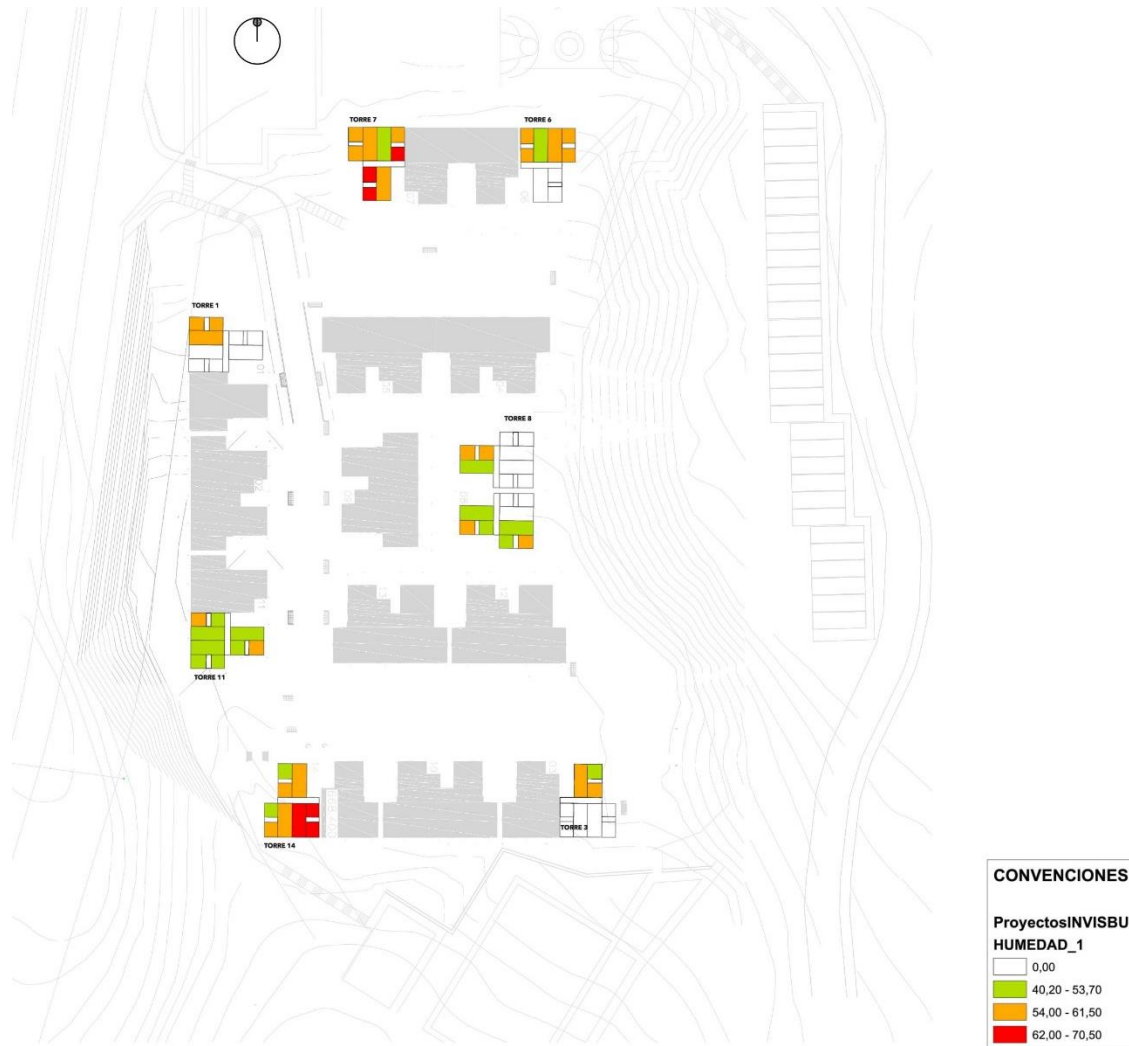 TORRE 7
TORRE 6
TORRE 1
TORRE 8
TORRE 11
TORRE 3
TORRE 14
CONVENCIONES
ProyectosINVISBU
HUMEDAD_1
0,00
40,20 - 53,70
54,00 - 61,50
62,00 - 70,50